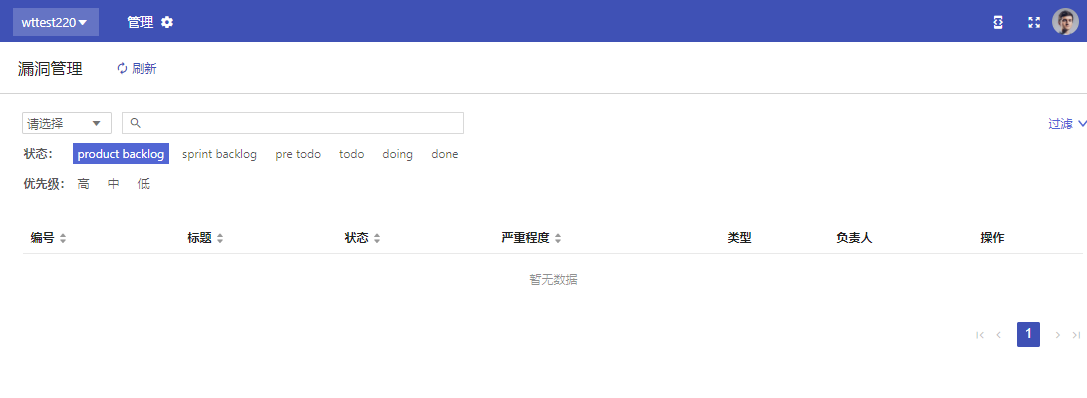 wttest220 管理
漏洞管理 刷新
请选择 过滤
状态： product backlog sprint backlog pre todo todo doing done
优先级： 高 中 低
编号 标题 状态 严重程度 类型 负责人 操作
暂无数据
1